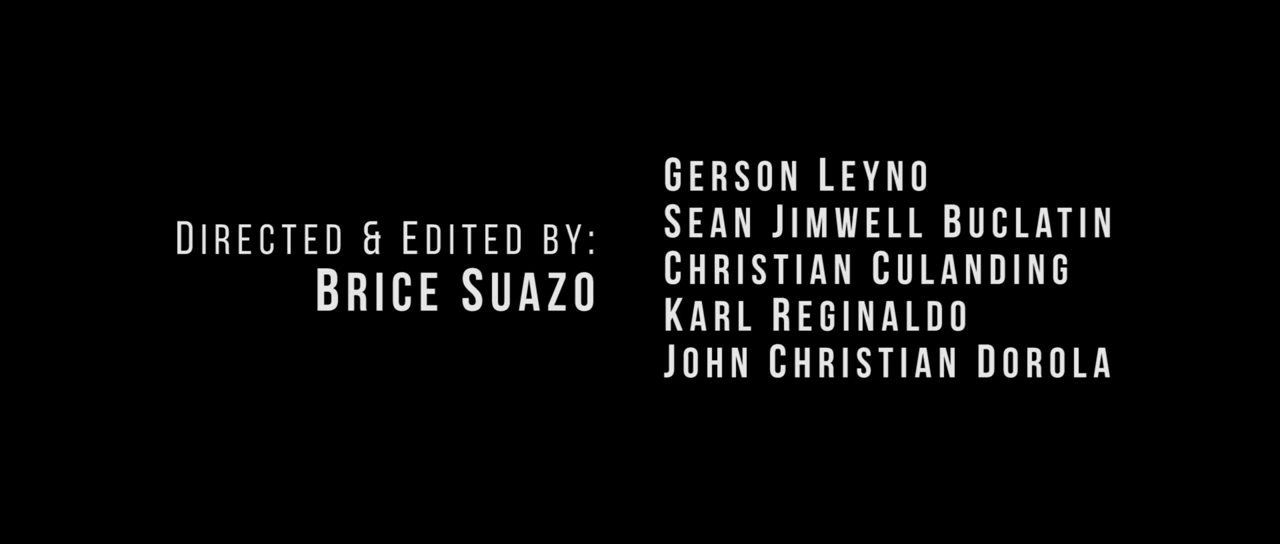 Directed & Edited by:
Brice Suazo
Gerson Leyno
Sean Jimwell Buclatin
Christian Culanding
Karl Reginaldo
John Christian Dorola